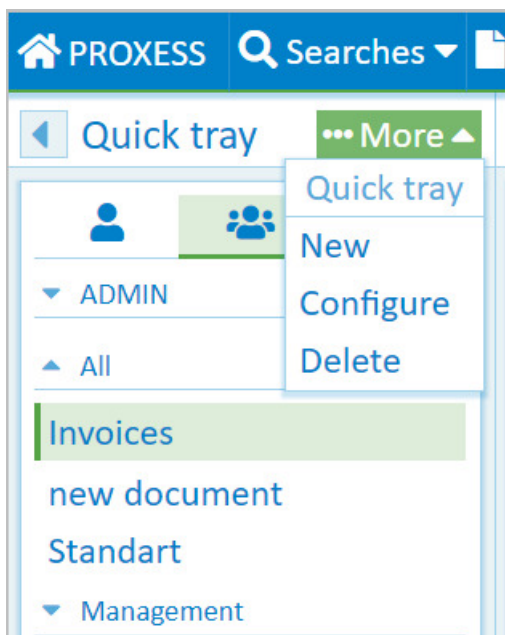 PROXESS Searches
Quick tray ••• More
Quick tray
New
ADMIN
Configure
All
Delete
Invoices
new document
Standart
Management